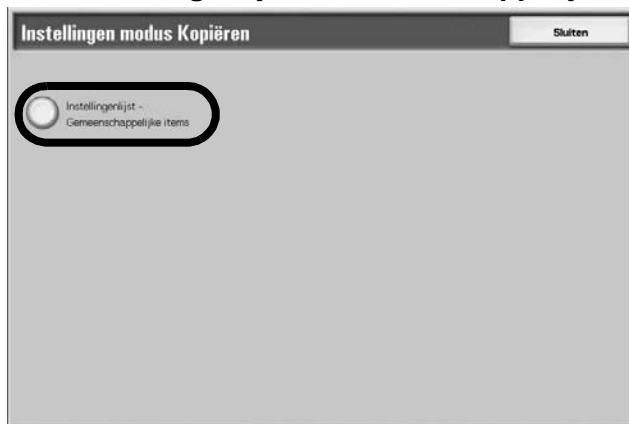 Instellingen modus Kopiëren
Sluiten
Instellingenlijst -
Gemeenschappelijke items